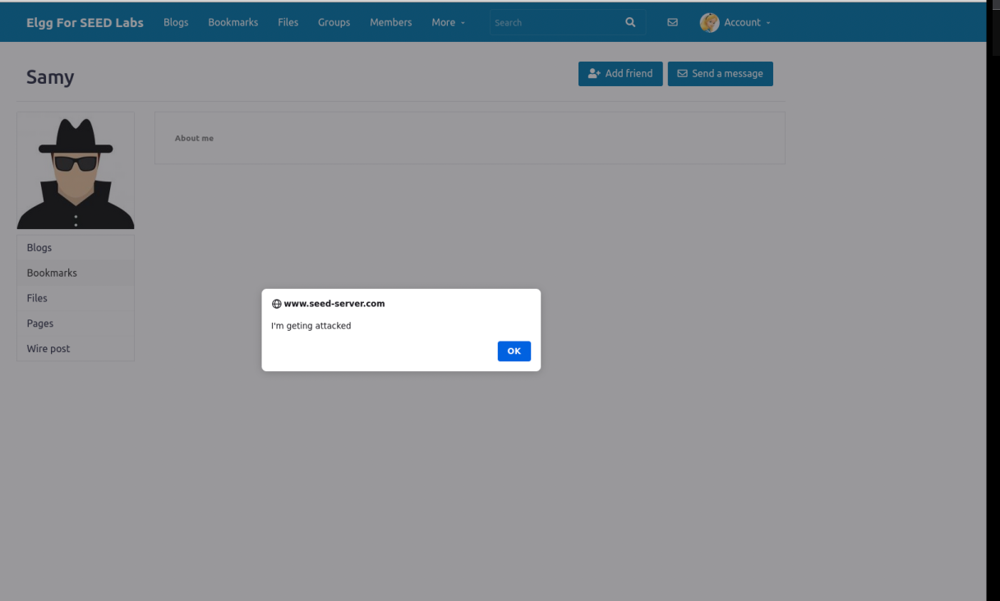 Elgg For SEED Labs Blogs Bookmarks Files Groups Members More Search Account
Samy
Add friend Send a message
About me
Blogs
Bookmarks
Files
Pages
Wire post
www.seed-server.com
I'm geting attacked
OK